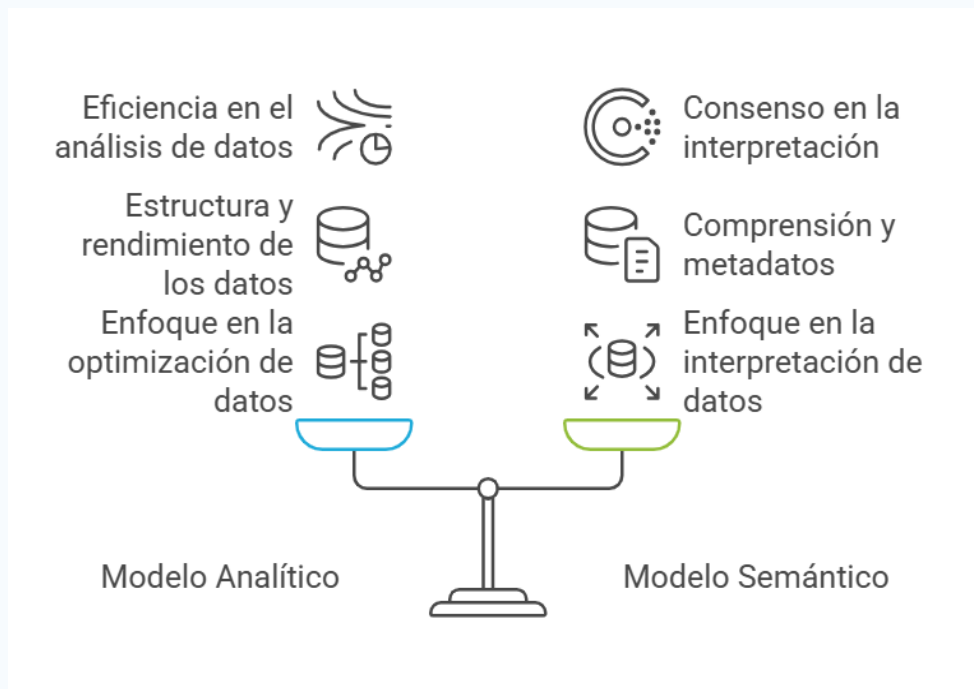 Eficiencia en el
análisis de datos
Estructura y
rendimiento de
los datos
Enfoque en la
optimización de
datos
Consenso en la
interpretación
Comprensión y
metadatos
Enfoque en la
interpretación de
datos
Modelo Analítico
Modelo Semántico